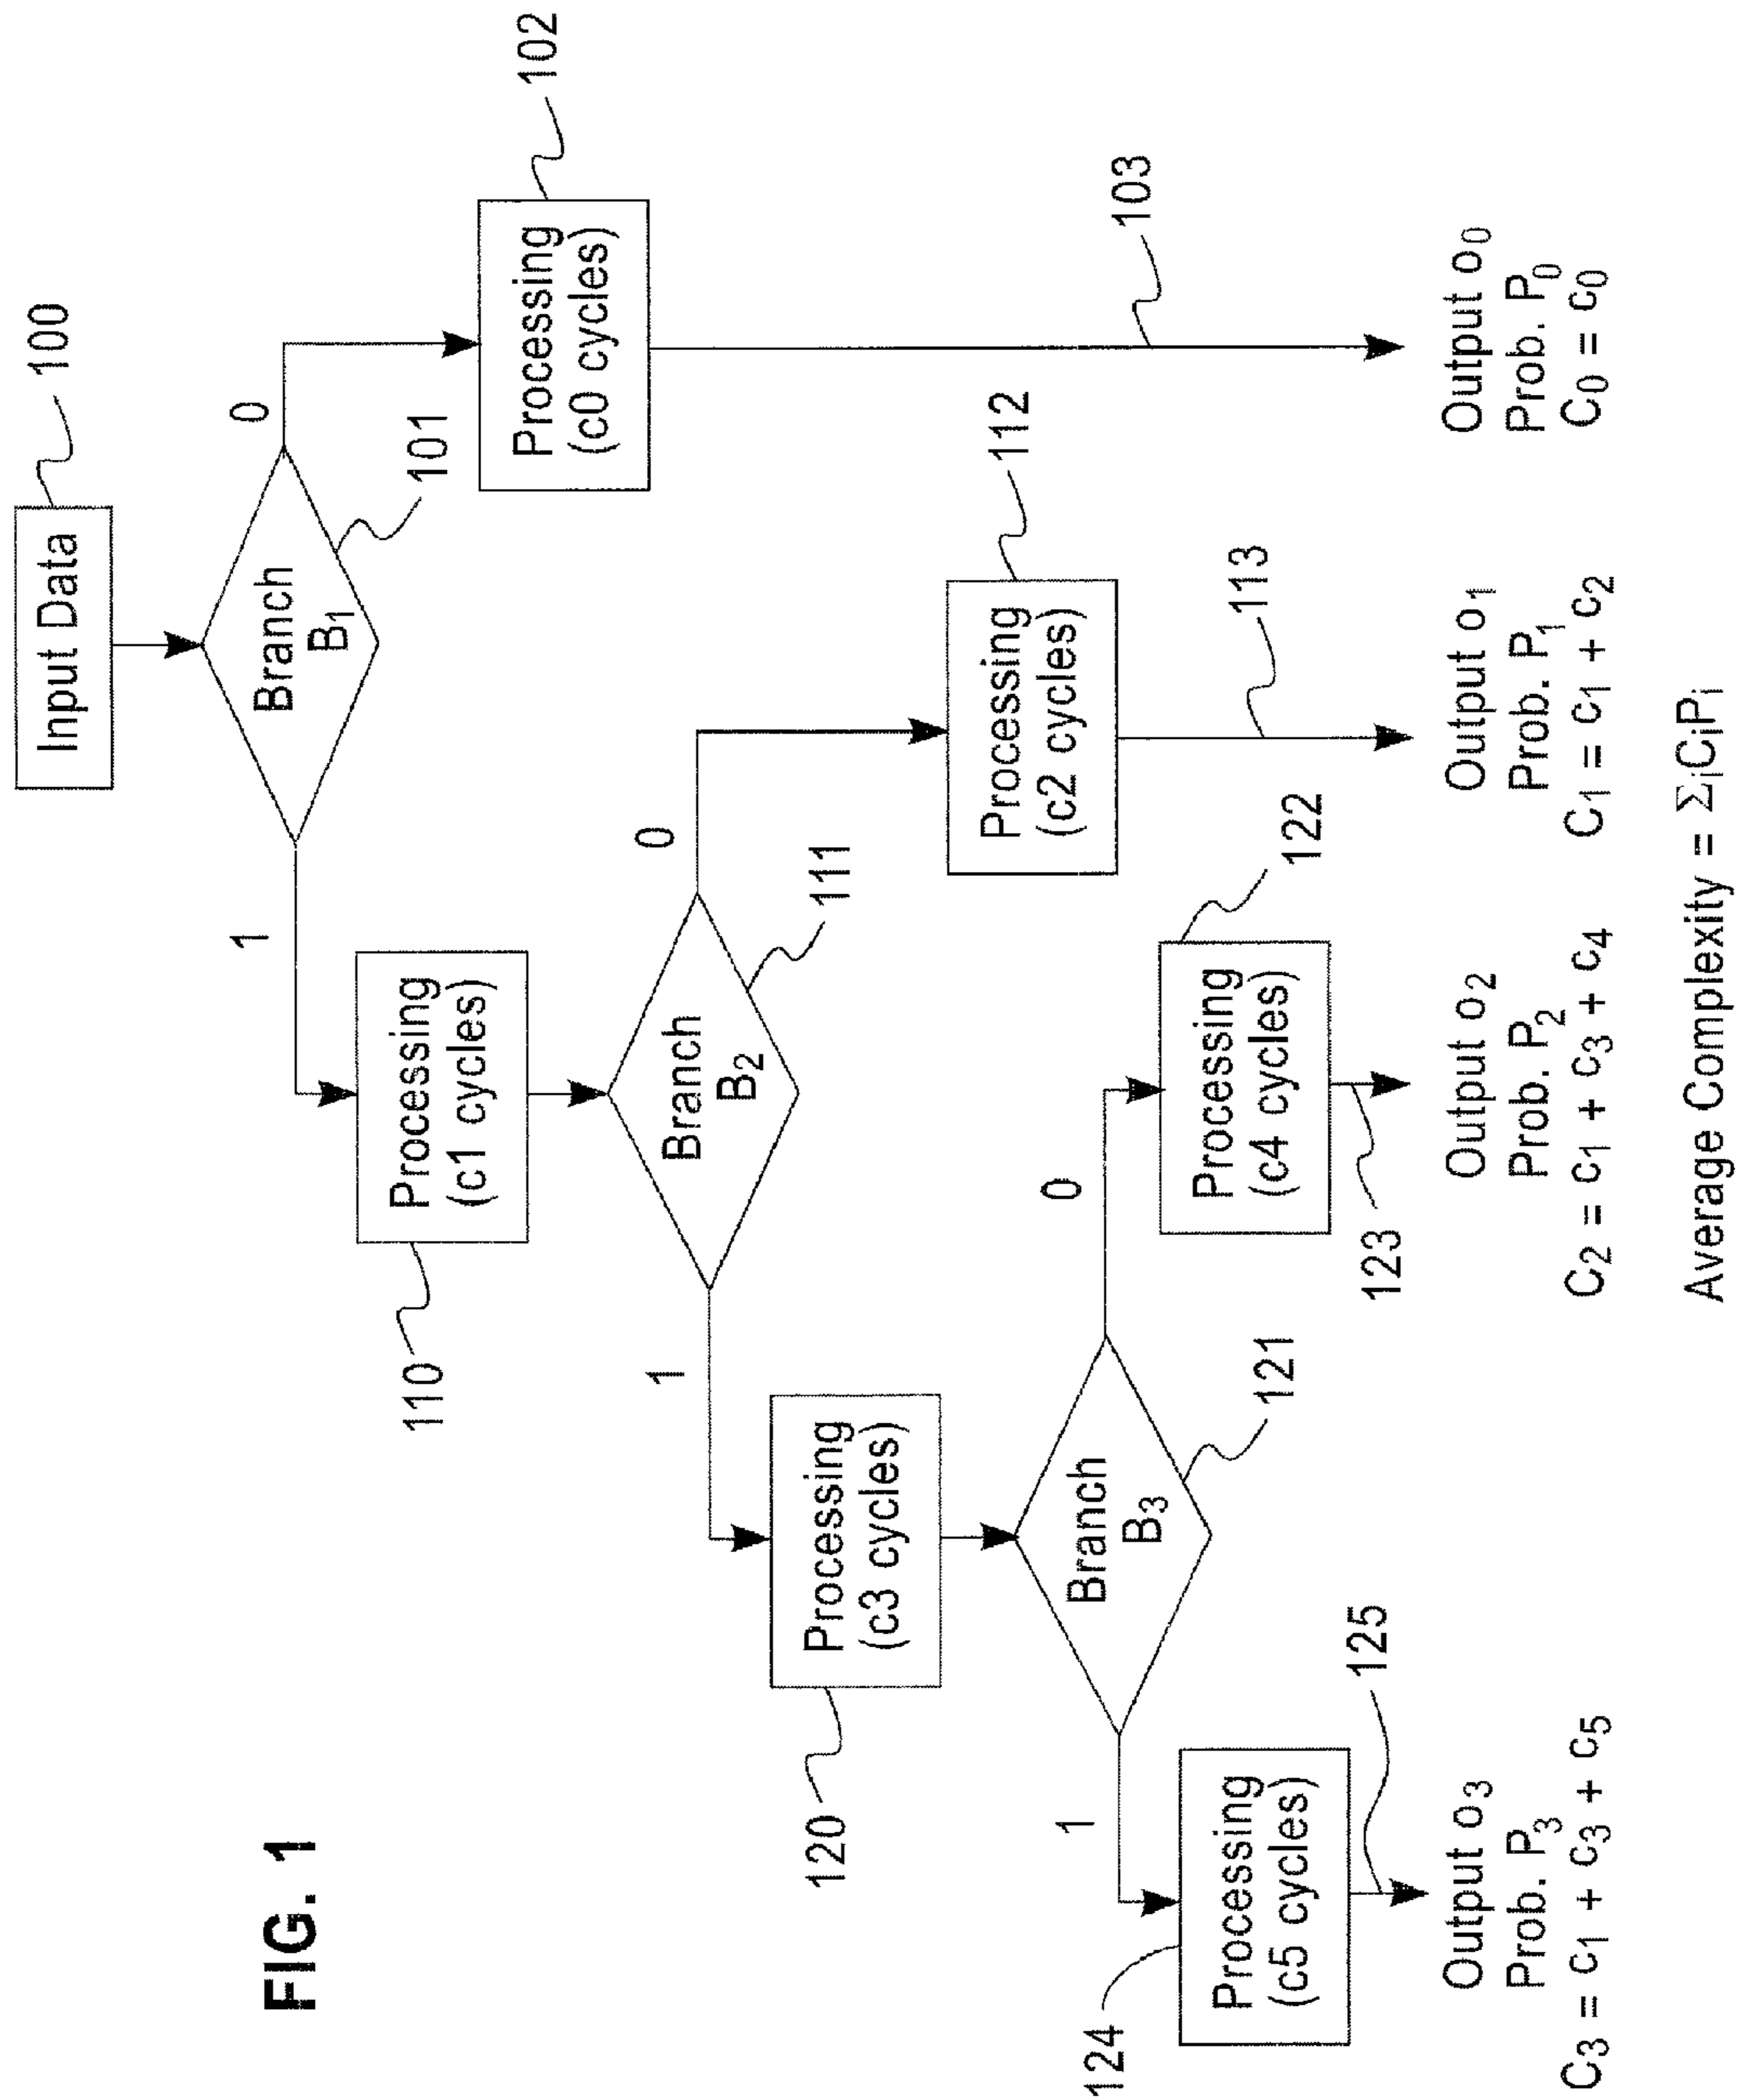 FIG. 1
Input Data
100
Branch
B₁
101
0
1
Processing
(c0 cycles)
102
103
Processing
(c1 cycles)
110
Branch
B₂
111
0
1
Processing
(c2 cycles)
112
113
Processing
(c3 cycles)
120
Branch
B₃
121
0
1
Processing
(c4 cycles)
122
123
Processing
(c5 cycles)
124
125
Output o₃
Prob. P₃
C₃ = c₁ + c₃ + c₅
Output o₂
Prob. P₂
C₂ = c₁ + c₃ + c₄
Output o₁
Prob. P₁
C₁ = c₁ + c₂
Output o₀
Prob. P₀
C₀ = c₀
Average Complexity = ΣᵢCᵢPᵢ